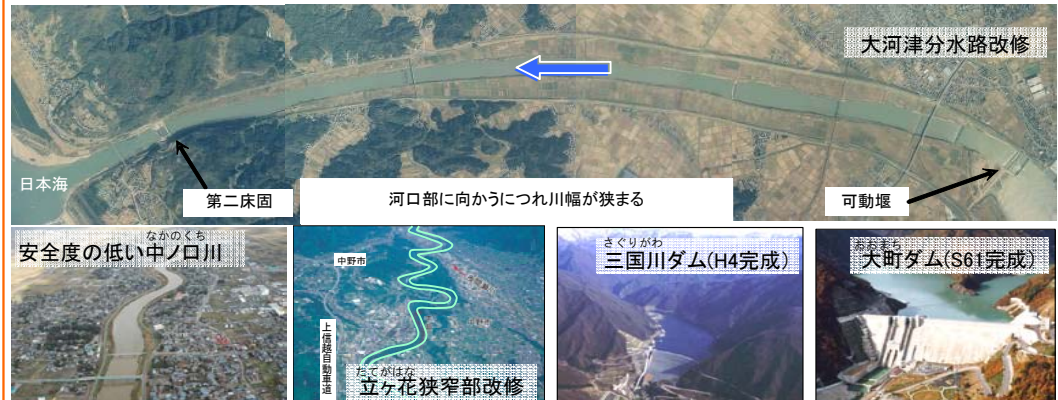 大河津分水路改修
日本海
第二床固
河口部に向かうにつれ川幅が狭まる
可動堰
なかのくち
安全度の低い中ノ口川
中野市
上信越自動車道
たてがはな
立ヶ花狭窄部改修
さぐりがわ
三国川ダム(H4完成)
おおまち
大町ダム(S61完成)